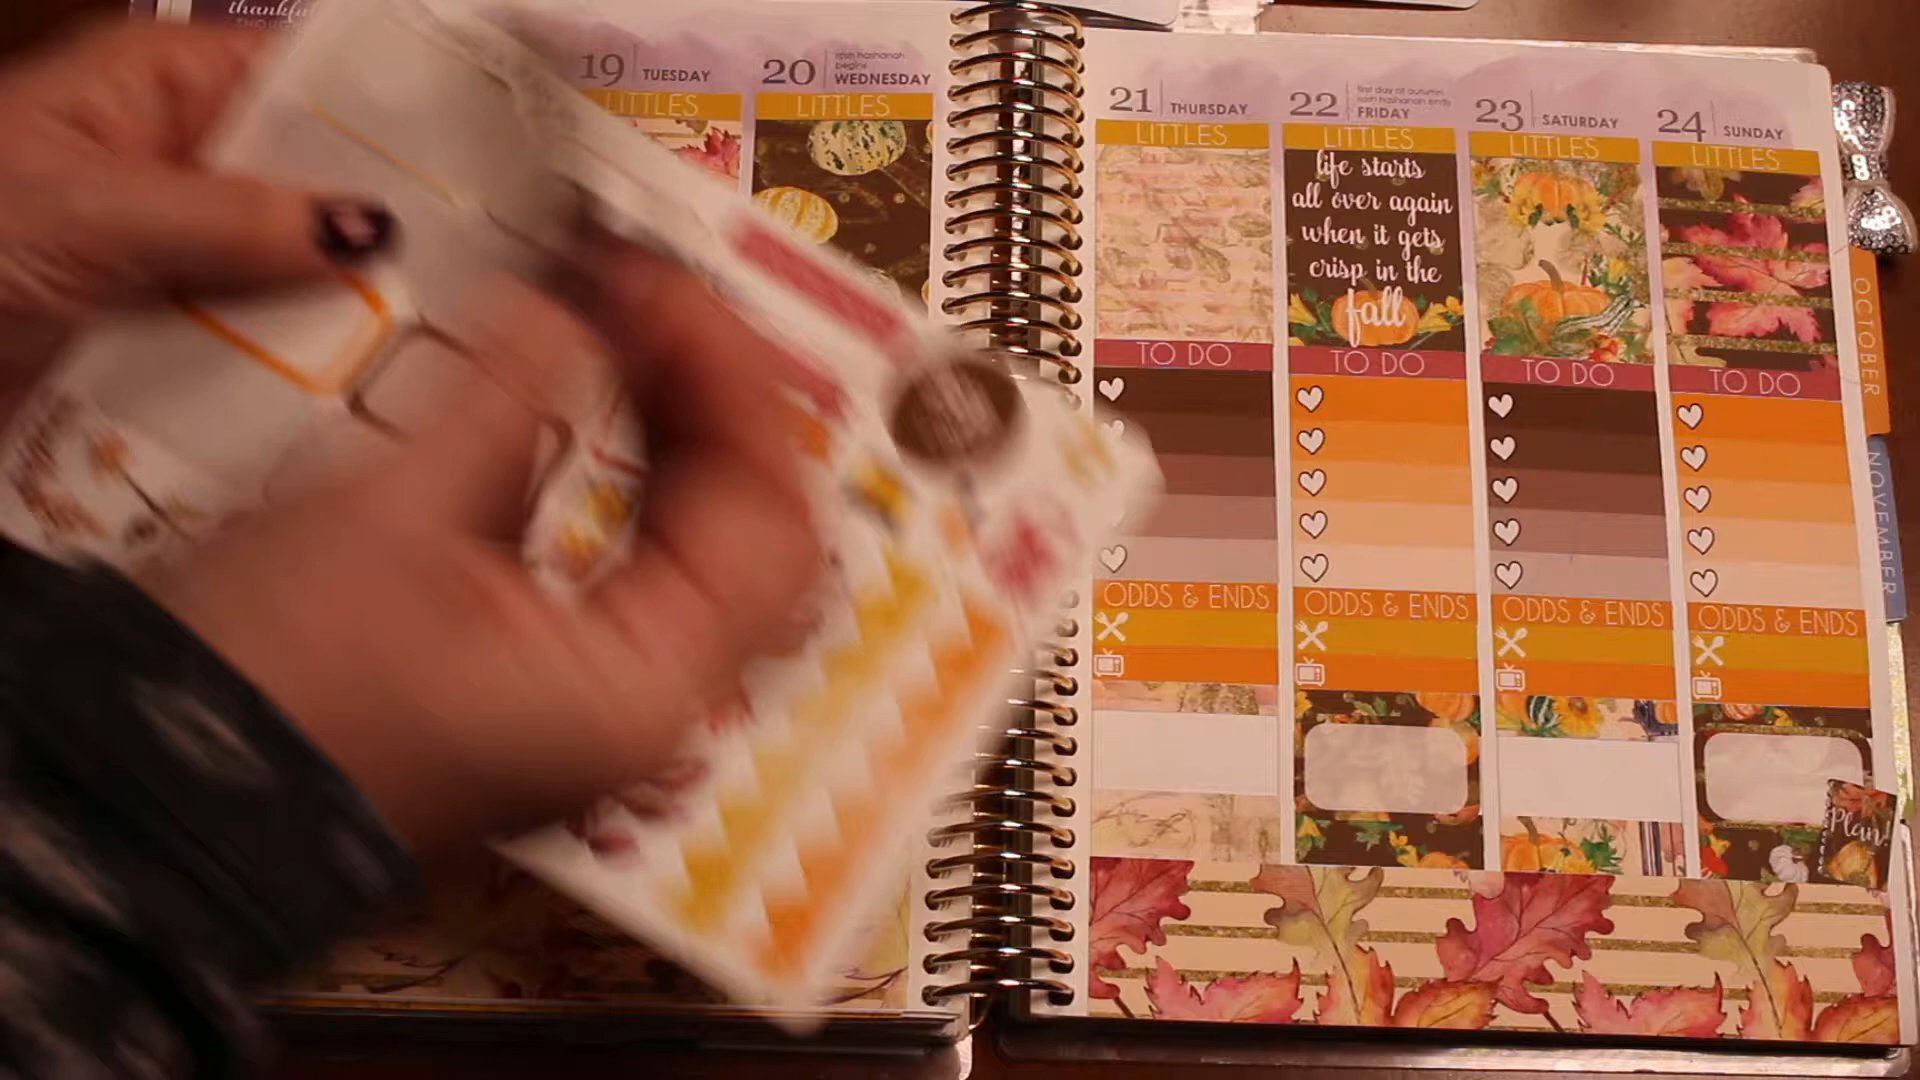 thankful
19 TUESDAY
20 rosh hashanah
begins
WEDNESDAY
LITTLES
LITTLES
21 THURSDAY
22 first day of autumn
rosh hashanah ends
FRIDAY
23 SATURDAY
24 SUNDAY
LITTLES
LITTLES
LITTLES
LITTLES
life starts
all over again
when it gets
crisp in the
fall
TO DO
TO DO
TO DO
TO DO
ODDS & ENDS
ODDS & ENDS
ODDS & ENDS
ODDS & ENDS
Plan!
OCTOBER
NOVEMBER